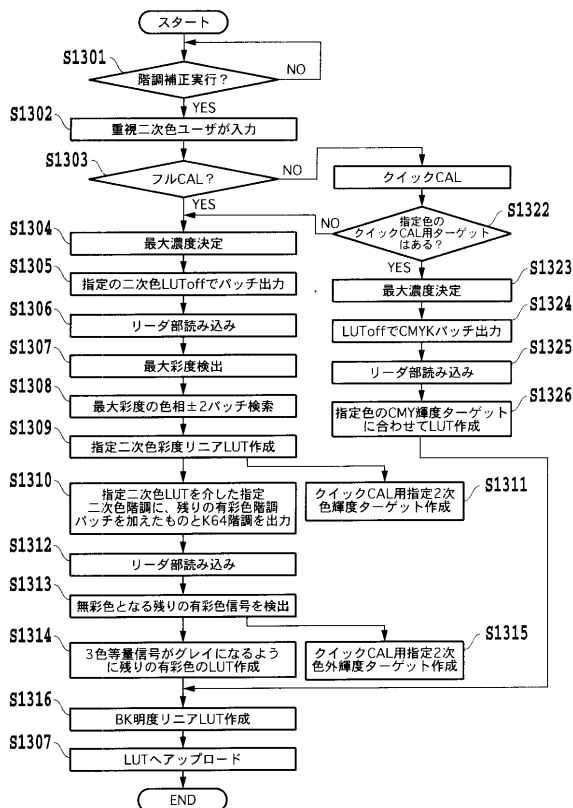 スタート
S1301
階調補正実行？
NO
YES
S1302
重視二次色ユーザが入力
S1303
フルCAL？
NO
YES
クイックCAL
S1322
指定色の
クイックCAL用ターゲット
はある？
NO
YES
S1304
最大濃度決定
S1305
指定の二次色LUToffでパッチ出力
S1306
リーダ部読み込み
S1307
最大彩度検出
S1308
最大彩度の色相±2パッチ検索
S1309
指定二次色彩度リニアLUT作成
S1323
最大濃度決定
S1324
LUToffでCMYKパッチ出力
S1325
リーダ部読み込み
S1326
指定色のCMY輝度ターゲット
に合わせてLUT作成
S1310
指定二次色LUTを介した指定
二次色階調に、残りの有彩色階調
パッチを加えたものとK64階調を出力
S1311
クイックCAL用指定2次
色輝度ターゲット作成
S1312
リーダ部読み込み
S1313
無彩色となる残りの有彩色信号を検出
S1314
3色等量信号がグレイになるよう
に残りの有彩色のLUT作成
S1315
クイックCAL用指定2次
色外輝度ターゲット作成
S1316
BK明度リニアLUT作成
S1307
LUTへアップロード
END